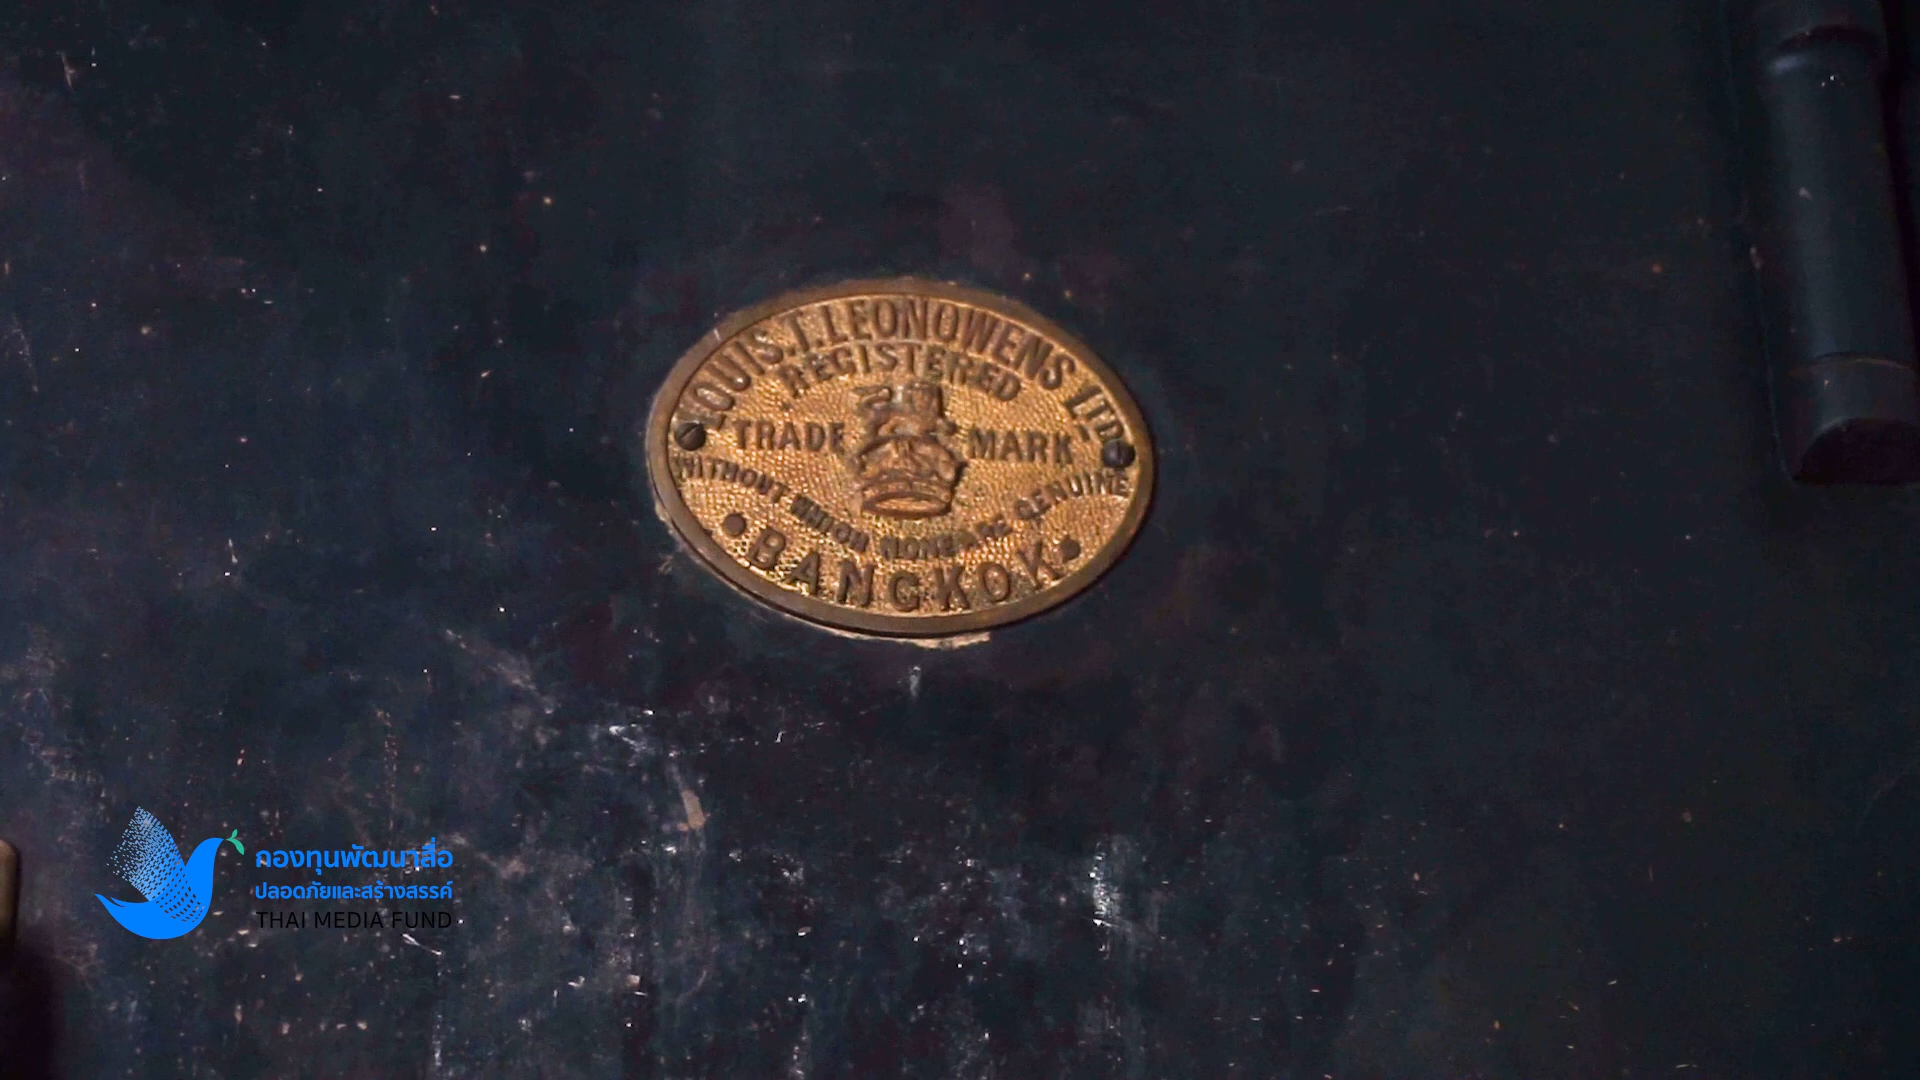 LOUIS.T.LEONOWENS LTD.
REGISTERED
TRADE MARK
WITHOUT WHICH NONE ARE GENUINE
• BANGKOK •
กองทุนพัฒนาสื่อ
ปลอดภัยและสร้างสรรค์
THAI MEDIA FUND